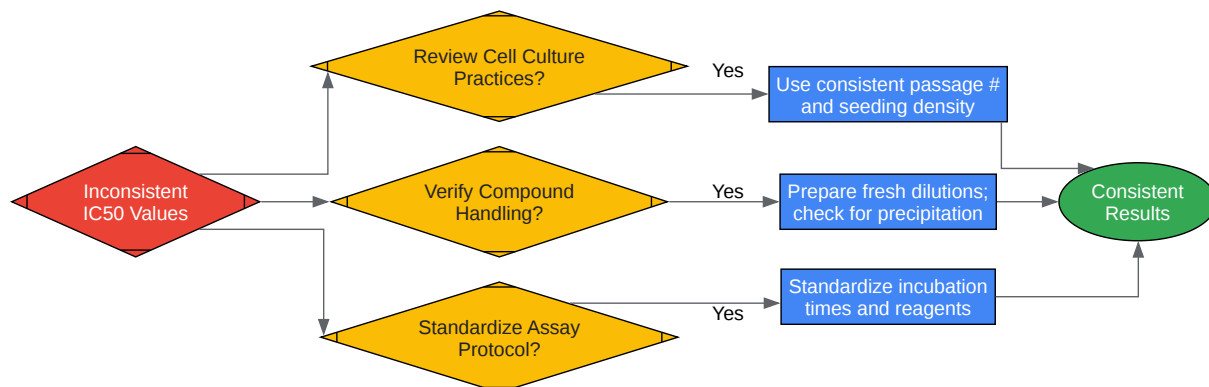 Review Cell Culture
Practices?
Yes
Use consistent passage #
and seeding density
Inconsistent
IC50 Values
Verify Compound
Handling?
Yes
Prepare fresh dilutions;
check for precipitation
Consistent
Results
Standardize Assay
Protocol?
Yes
Standardize incubation
times and reagents